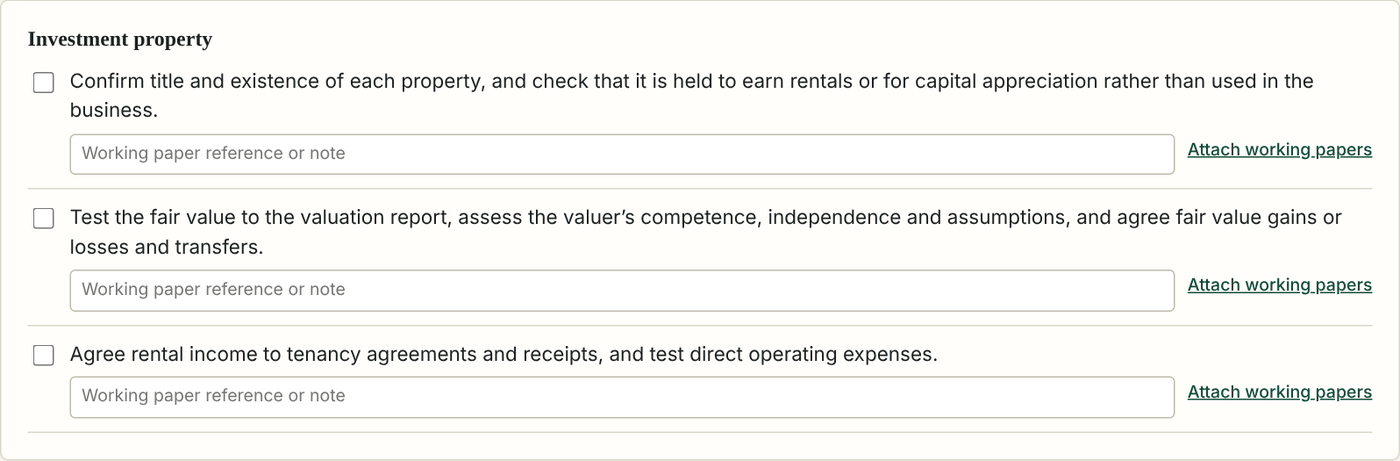 Investment property
Confirm title and existence of each property, and check that it is held to earn rentals or for capital appreciation rather than used in the
business.
Working paper reference or note
Attach working papers
Test the fair value to the valuation report, assess the valuer’s competence, independence and assumptions, and agree fair value gains or
losses and transfers.
Working paper reference or note
Attach working papers
Agree rental income to tenancy agreements and receipts, and test direct operating expenses.
Working paper reference or note
Attach working papers